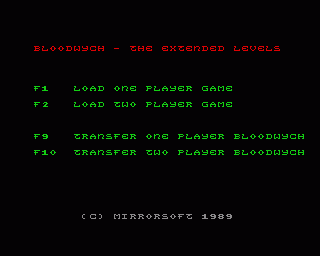 BLOODWYCH - THE EXTENDED LEVELS
F1 LOAD ONE PLAYER GAME
F2 LOAD TWO PLAYER GAME
F9 TRANSFER ONE PLAYER BLOODWYCH
F10 TRANSFER TWO PLAYER BLOODWYCH
(C) MIRRORSOFT 1989